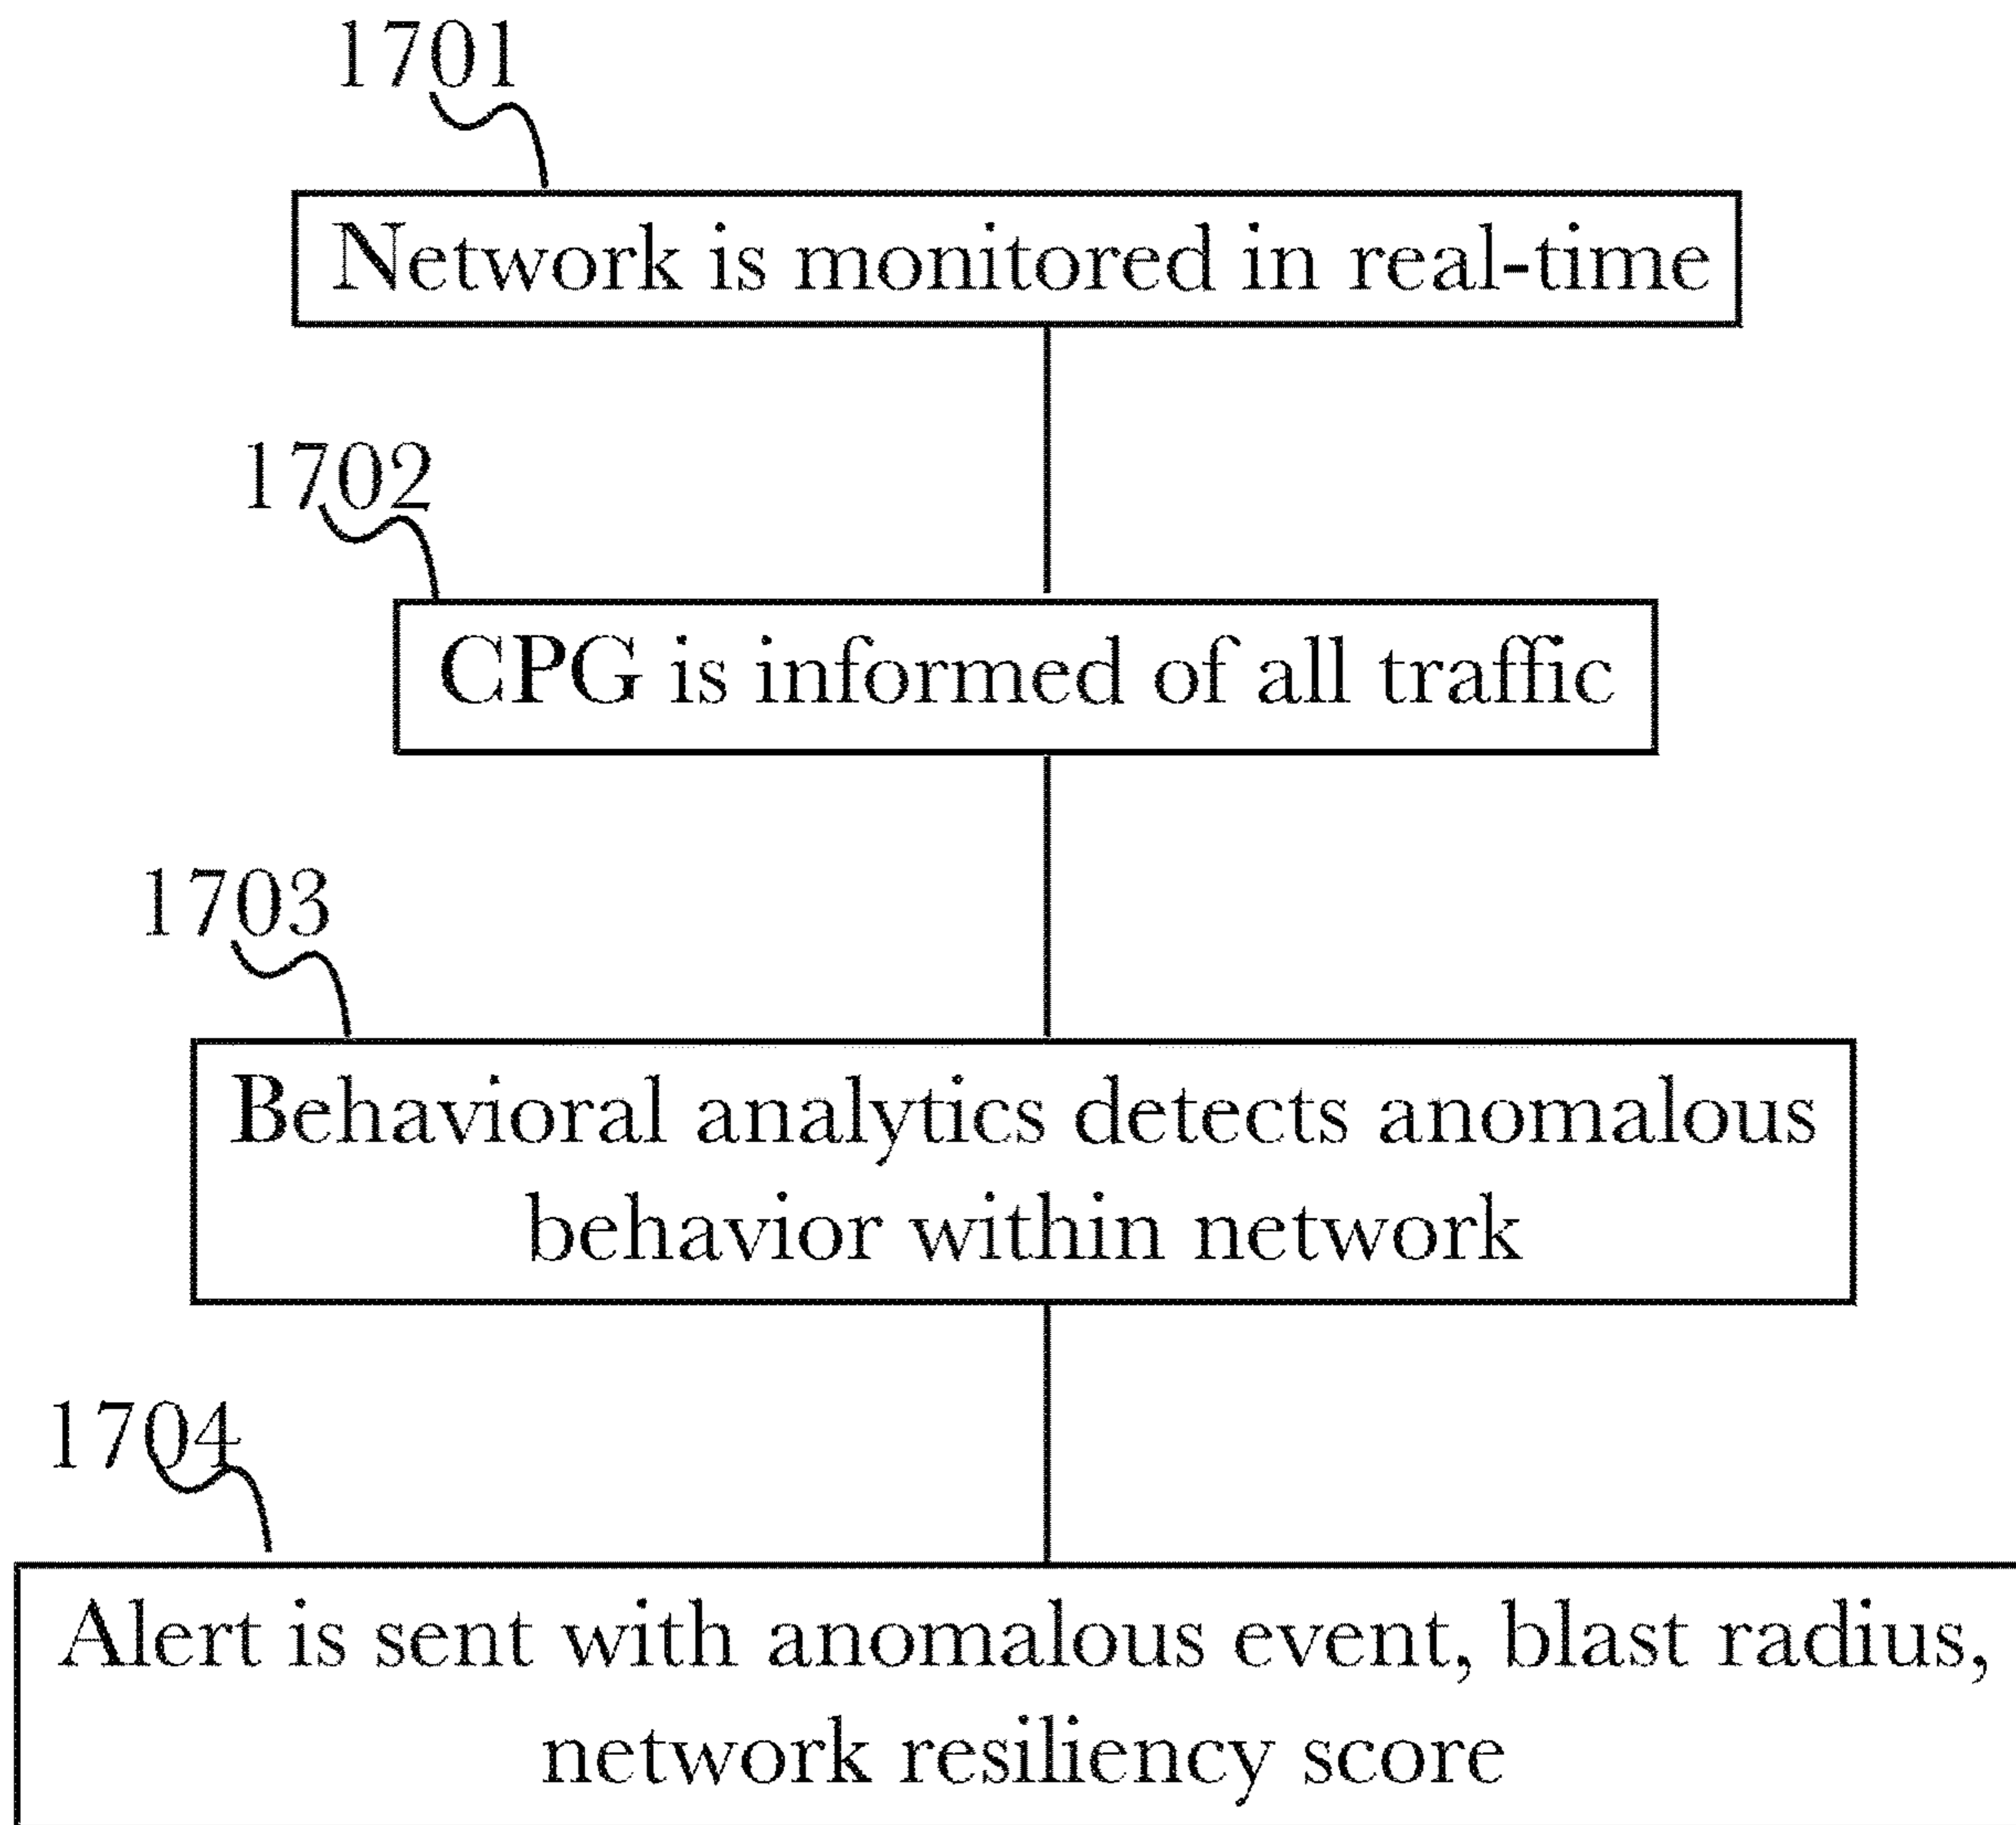 1701
Network is monitored in real-time
1702
CPG is informed of all traffic
1703
Behavioral analytics detects anomalous
behavior within network
1704
Alert is sent with anomalous event, blast radius,
network resiliency score